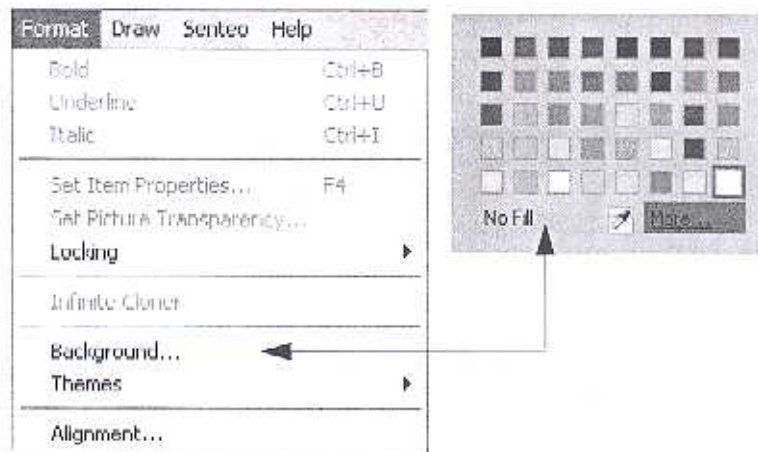 Format Draw Senteo Help
Bold Ctrl+B
Underline Ctrl+U
Italic Ctrl+I
Set Item Properties... F4
Set Picture Transparency...
Locking
Infinite Cloner
Background...
Themes
Alignment...
No Fill More...